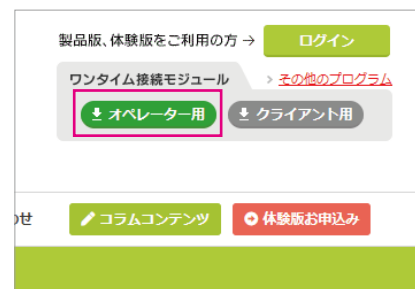 製品版、体験版をご利用の方 → ログイン
ワンタイム接続モジュール > その他のプログラム
オペレーター用 クライアント用
わせ コラムコンテンツ 体験版お申込み